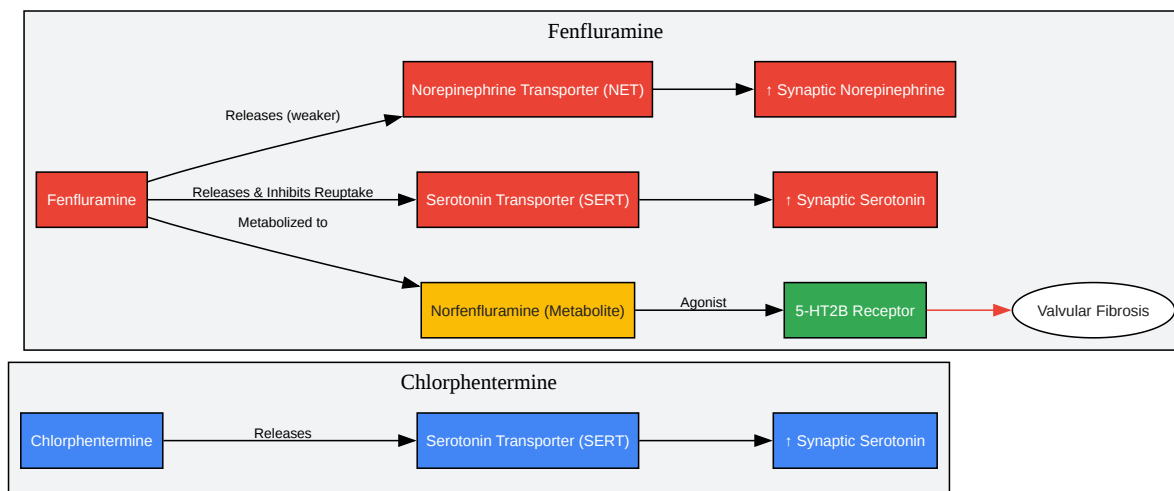 Fenfluramine
Norepinephrine Transporter (NET)
↑ Synaptic Norepinephrine
Releases (weaker)
Fenfluramine
Releases & Inhibits Reuptake
Serotonin Transporter (SERT)
↑ Synaptic Serotonin
Metabolized to
Norfenfluramine (Metabolite)
Agonist
5-HT2B Receptor
Valvular Fibrosis
Chlorphentermine
Chlorphentermine
Releases
Serotonin Transporter (SERT)
↑ Synaptic Serotonin